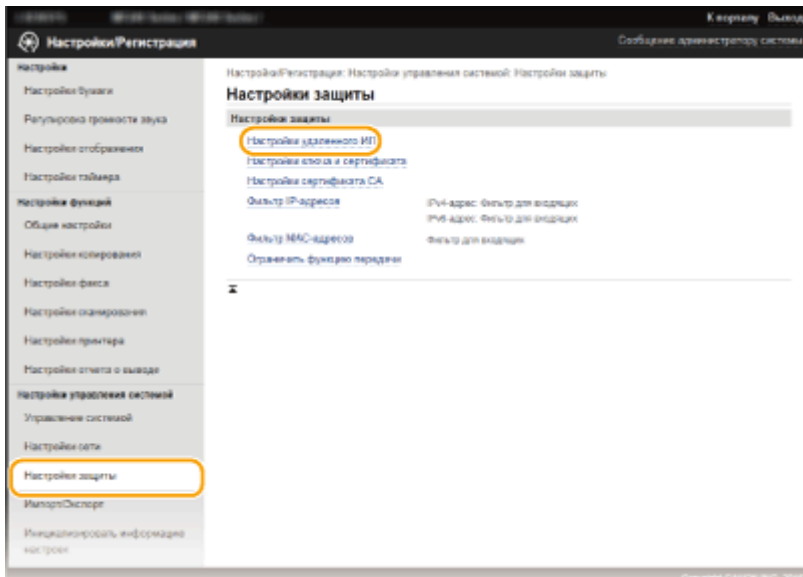 К порталу Выход
Настройки/Регистрация
Сообщение администратору системы
Настройки
Настройки бумаги
Регулировка громкости звука
Настройки отображения
Настройки таймера
Настройки функций
Общие настройки
Настройки копирования
Настройки факса
Настройки сканирования
Настройки принтера
Настройки отчета о выводе
Настройки управления системой
Управление системой
Настройки сети
Настройки защиты
Импорт/Экспорт
Инициализировать информацию
настроек
Настройки/Регистрация: Настройки управления системой: Настройки защиты
Настройки защиты
Настройки защиты
Настройки удаленного ИП
Настройки ключа и сертификата
Настройки сертификата CA
Фильтр IP-адресов
IPv4-адрес: Фильтр для входящих
IPv6-адрес: Фильтр для входящих
Фильтр MAC-адресов
Фильтр для входящих
Ограничить функцию передачи